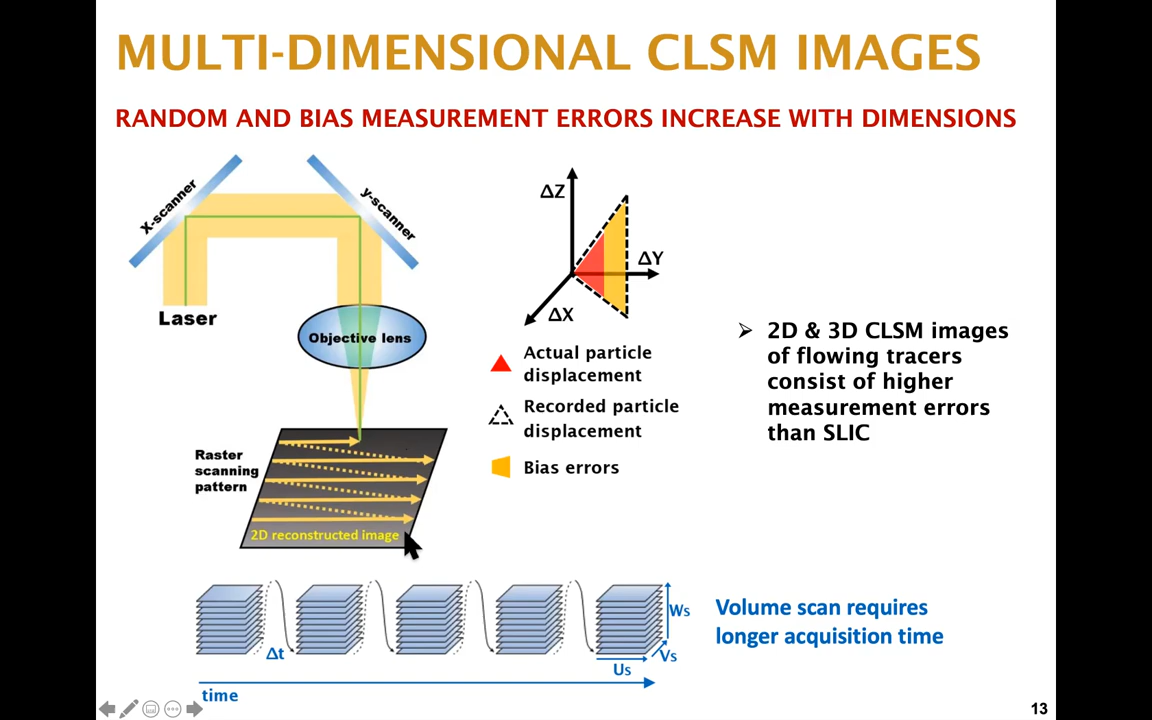 MULTI-DIMENSIONAL CLSM IMAGES
RANDOM AND BIAS MEASUREMENT ERRORS INCREASE WITH DIMENSIONS
X-scanner
y-scanner
Laser
Objective lens
Raster
scanning
pattern
2D reconstructed image
ΔZ
ΔY
ΔX
Actual particle
displacement
Recorded particle
displacement
Bias errors
➢ 2D & 3D CLSM images
of flowing tracers
consist of higher
measurement errors
than SLIC
Δt
Ws
Vs
Us
time
Volume scan requires
longer acquisition time
13